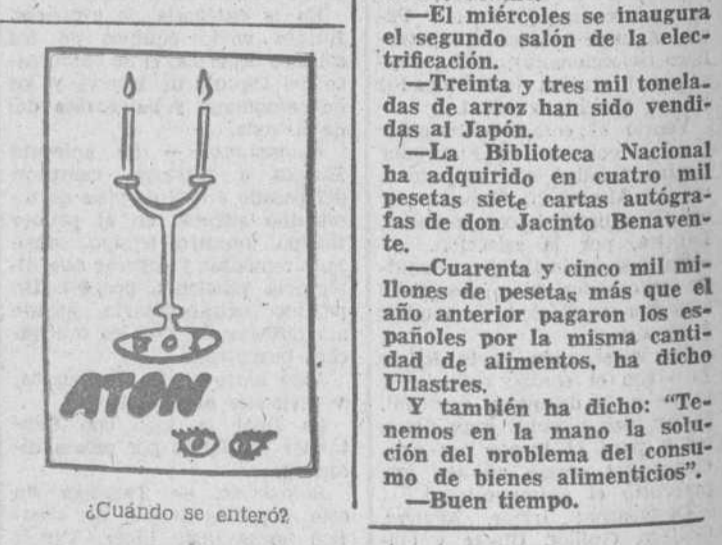 ATON
¿Cuándo se enteró?
—El miércoles se inaugura
el segundo salón de la elec-
trificación.
—Treinta y tres mil tonela-
das de arroz han sido vendi-
das al Japón.
—La Biblioteca Nacional
ha adquirido en cuatro mil
pesetas siete cartas autógra-
fas de don Jacinto Benaven-
te.
—Cuarenta y cinco mil mi-
llones de pesetas más que el
año anterior pagaron los es-
pañoles por la misma canti-
dad de alimentos, ha dicho
Ullastres.
Y también ha dicho: “Te-
nemos en la mano la solu-
ción del problema del consu-
mo de bienes alimenticios”.
—Buen tiempo.